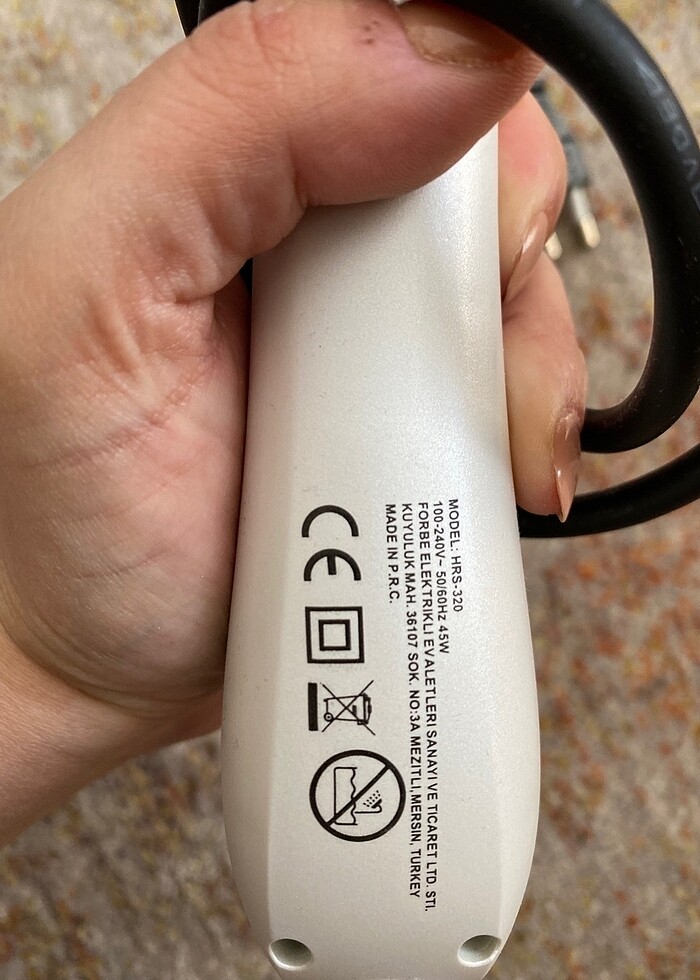 MODEL: HRS-320
100-240V~ 50/60Hz 45W
FORBE ELEKTRIKLI EV ALETLERI SANAYI VE TICARET LTD. STI.
KUYULUK MAH. 36107 SOK. NO:3A MEZITLI, MERSIN, TURKEY
MADE IN P.R.C.
CE